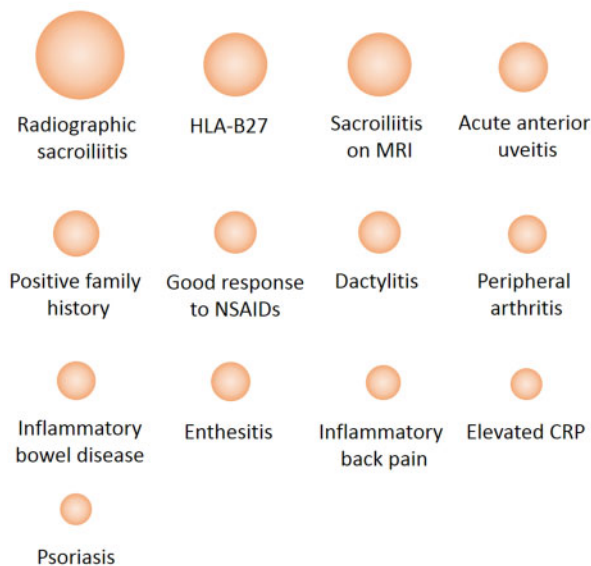 Radiographic
sacroiliitis
HLA-B27
Sacroiliitis
on MRI
Acute anterior
uveitis
Positive family
history
Good response
to NSAIDs
Dactylitis
Peripheral
arthritis
Inflammatory
bowel disease
Enthesitis
Inflammatory
back pain
Elevated CRP
Psoriasis